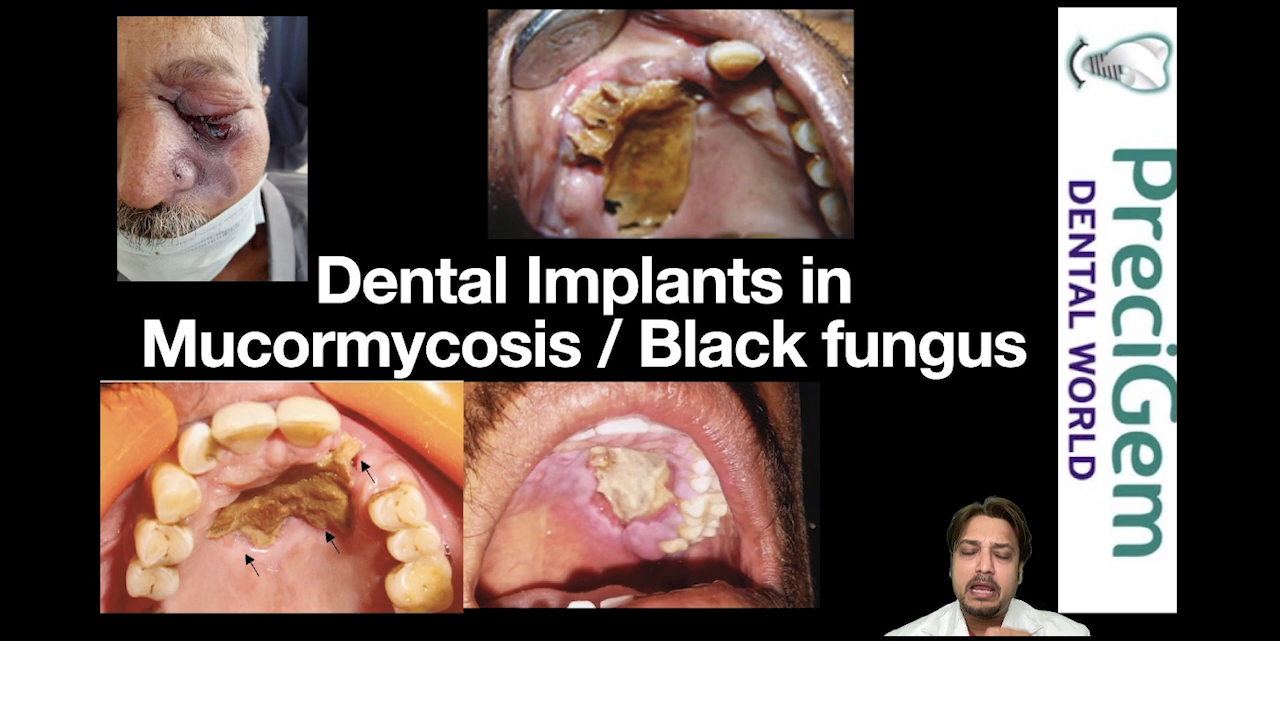 Dental Implants in
Mucormycosis / Black fungus
PreciGem
DENTAL WORLD